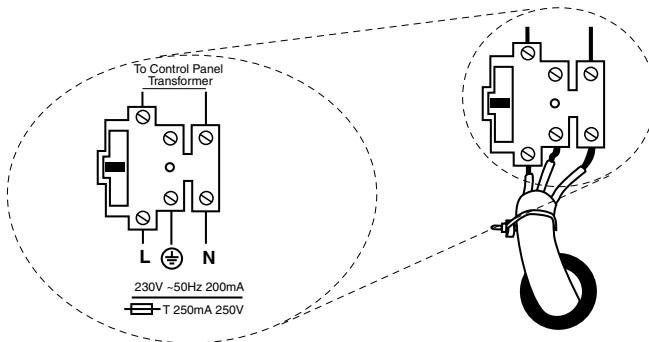 To Control Panel
Transformer
L N
230V ~50Hz 200mA
T 250mA 250V